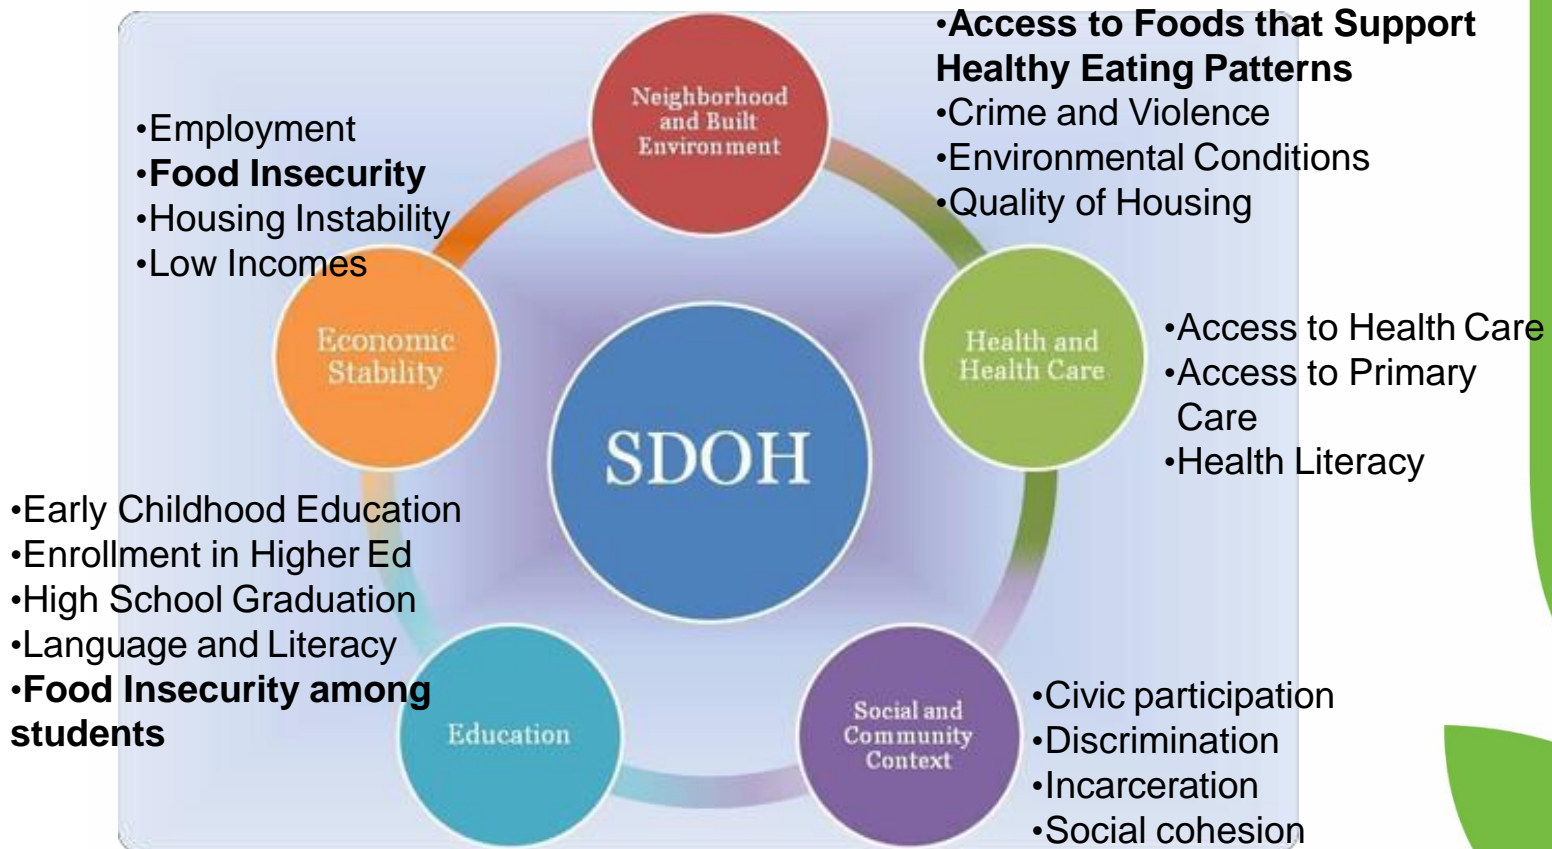 Neighborhood
and Built
Environment
•Access to Foods that Support
Healthy Eating Patterns
•Crime and Violence
•Environmental Conditions
•Quality of Housing
•Employment
•Food Insecurity
•Housing Instability
•Low Incomes
Economic
Stability
SDOH
Health and
Health Care
•Access to Health Care
•Access to Primary
Care
•Health Literacy
•Early Childhood Education
•Enrollment in Higher Ed
•High School Graduation
•Language and Literacy
•Food Insecurity among
students
Education
Social and
Community
Context
•Civic participation
•Discrimination
•Incarceration
•Social cohesion